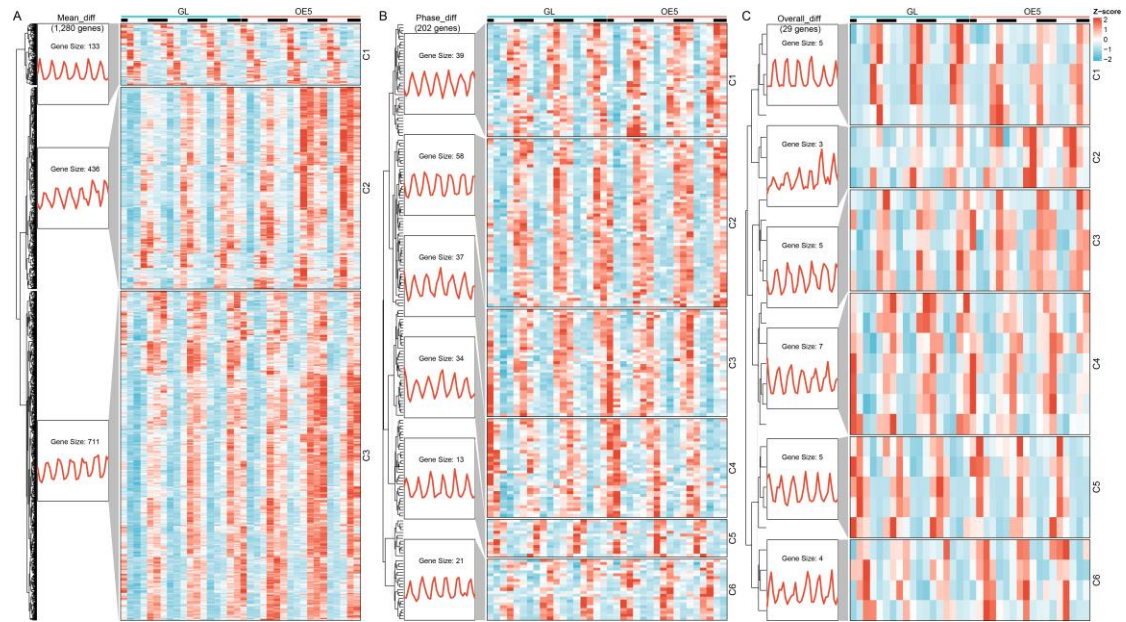 A
Mean_diff
(1,280 genes)
GL
OE5
Gene Size: 133
C1
Gene Size: 436
C2
Gene Size: 711
C3
B
Phase_diff
(202 genes)
GL
OE5
Gene Size: 39
C1
Gene Size: 58
C2
Gene Size: 37
C3
Gene Size: 34
C4
Gene Size: 13
C5
Gene Size: 21
C6
C
Overall_diff
(29 genes)
GL
OE5
Z−score
2
1
0
−1
−2
Gene Size: 5
C1
Gene Size: 3
C2
Gene Size: 5
C3
Gene Size: 7
C4
Gene Size: 5
C5
Gene Size: 4
C6